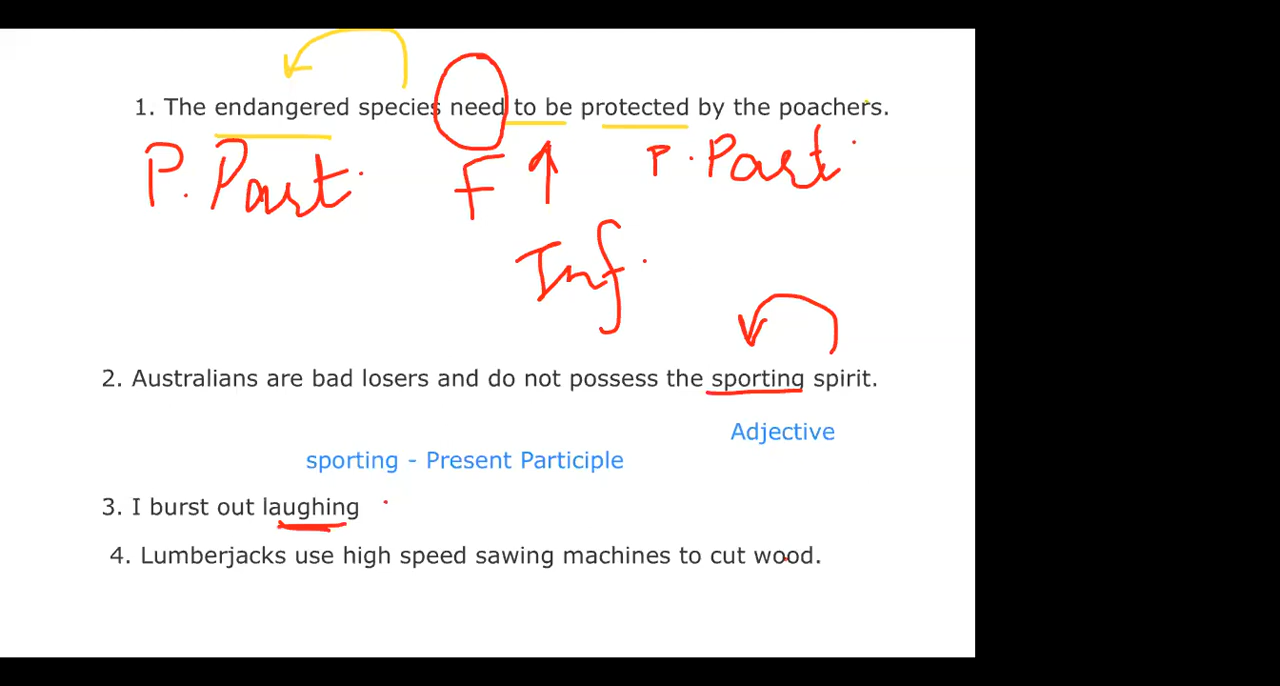 1. The endangered species need to be protected by the poachers.
P. Part. F P. Part.
Inf.
2. Australians are bad losers and do not possess the sporting spirit.
Adjective
sporting - Present Participle
3. I burst out laughing
4. Lumberjacks use high speed sawing machines to cut wood.